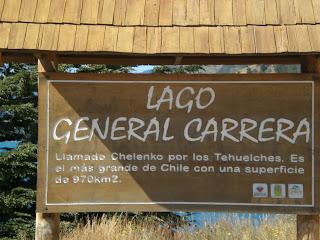 LAGO
GENERAL CARRERA
Llamado Chelenko por los Tehuelches. Es
el más grande de Chile con una superficie
de 970km2.